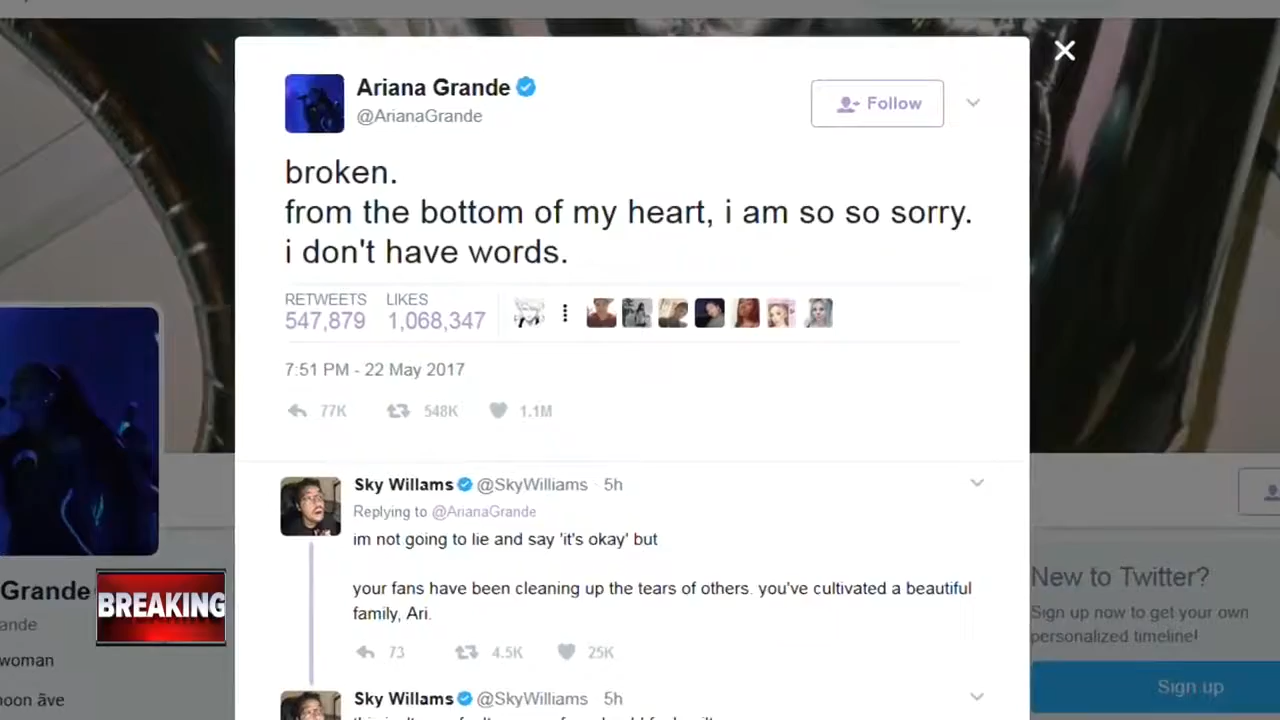 Ariana Grande
@ArianaGrande
Follow
broken.
from the bottom of my heart, i am so so sorry.
i don't have words.
RETWEETS LIKES
547,879 1,068,347
7:51 PM - 22 May 2017
77K 548K 1.1M
Sky Willams @SkyWilliams · 5h
Replying to @ArianaGrande
im not going to lie and say 'it's okay' but
your fans have been cleaning up the tears of others. you've cultivated a beautiful
family, Ari.
73 4.5K 25K
Sky Willams @SkyWilliams 5h
Grande
ande
woman
noon ãve
BREAKING
New to Twitter?
Sign up now to get your own
personalized timeline!
Sign up